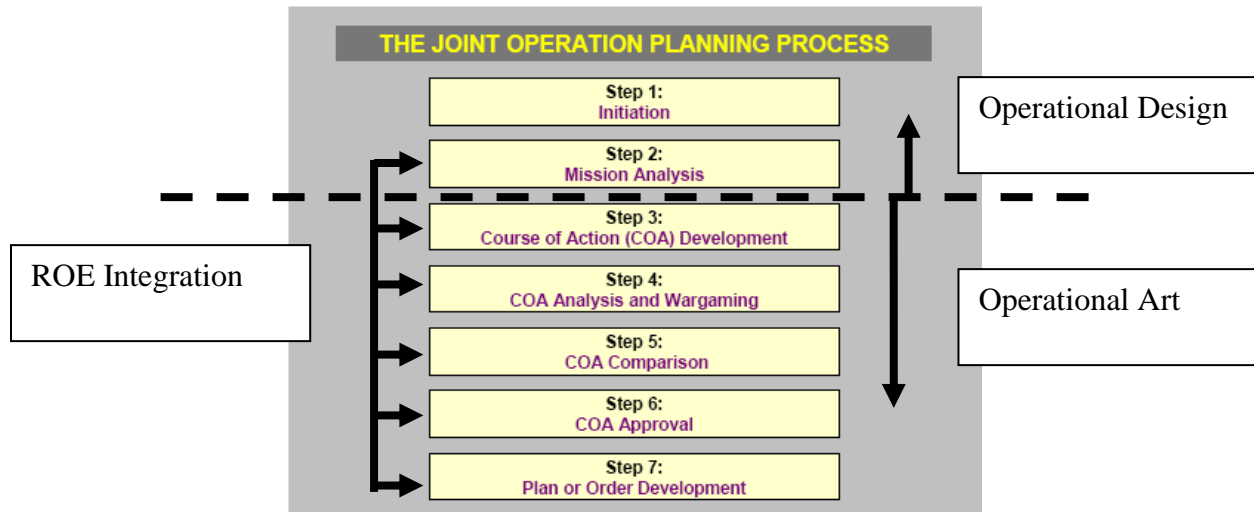 THE JOINT OPERATION PLANNING PROCESS
Step 1:
Initiation
Operational Design
Step 2:
Mission Analysis
Step 3:
Course of Action (COA) Development
ROE Integration
Step 4:
COA Analysis and Wargaming
Operational Art
Step 5:
COA Comparison
Step 6:
COA Approval
Step 7:
Plan or Order Development